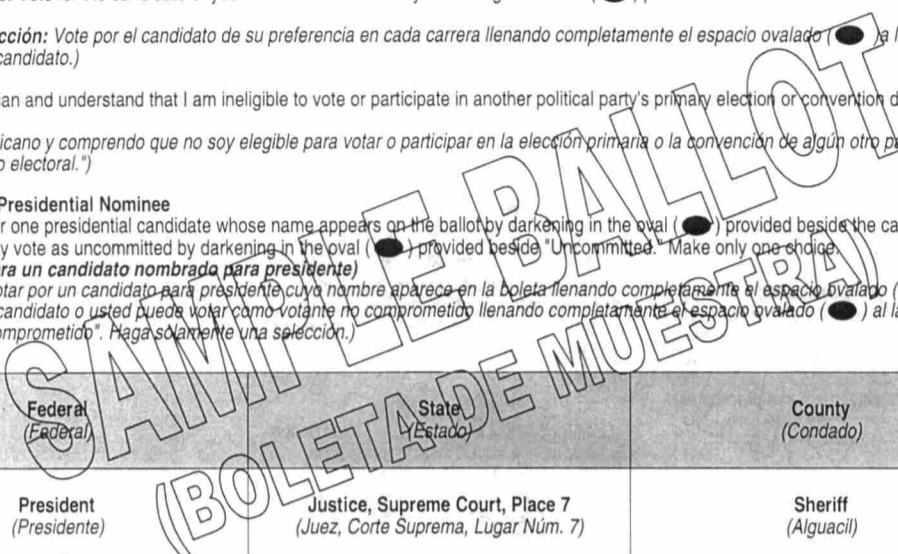 cción: Vote por el candidato de su preferencia en cada carrera llenando completamente el espacio ovalado ( ) a l
candidato.)
can and understand that I am ineligible to vote or participate in another political party's primary election or convention d
icano y comprendo que no soy elegible para votar o participar en la elección primaria o la convención de algún otro pa
o electoral.")
Presidential Nominee
r one presidential candidate whose name appears on the ballot by darkening in the oval ( ) provided beside the ca
y vote as uncommitted by darkening in the oval ( ) provided beside "Uncommitted." Make only one choice.
ra un candidato nombrado para presidente)
otar por un candidato para presidente cuyo nombre aparece en la boleta llenando completamente el espacio ovalado (
candidato o usted puede votar como votante no comprometido llenando completamente el espacio ovalado ( ) al la
omprometido". Haga solamente una selección.)
SAMPLE BALLOT
(BOLETA DE MUESTRA)
Federal State County
(Federal) (Estado) (Condado)
President Justice, Supreme Court, Place 7 Sheriff
(Presidente) (Juez, Corte Suprema, Lugar Núm. 7) (Alguacil)